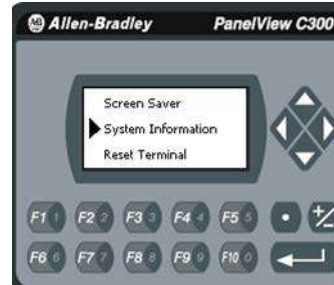 Allen-Bradley PanelView C300
Screen Saver
System Information
Reset Terminal
F1 1 F2 2 F3 3 F4 4 F5 5 • +/-
F6 6 F7 7 F8 8 F9 9 F10 0